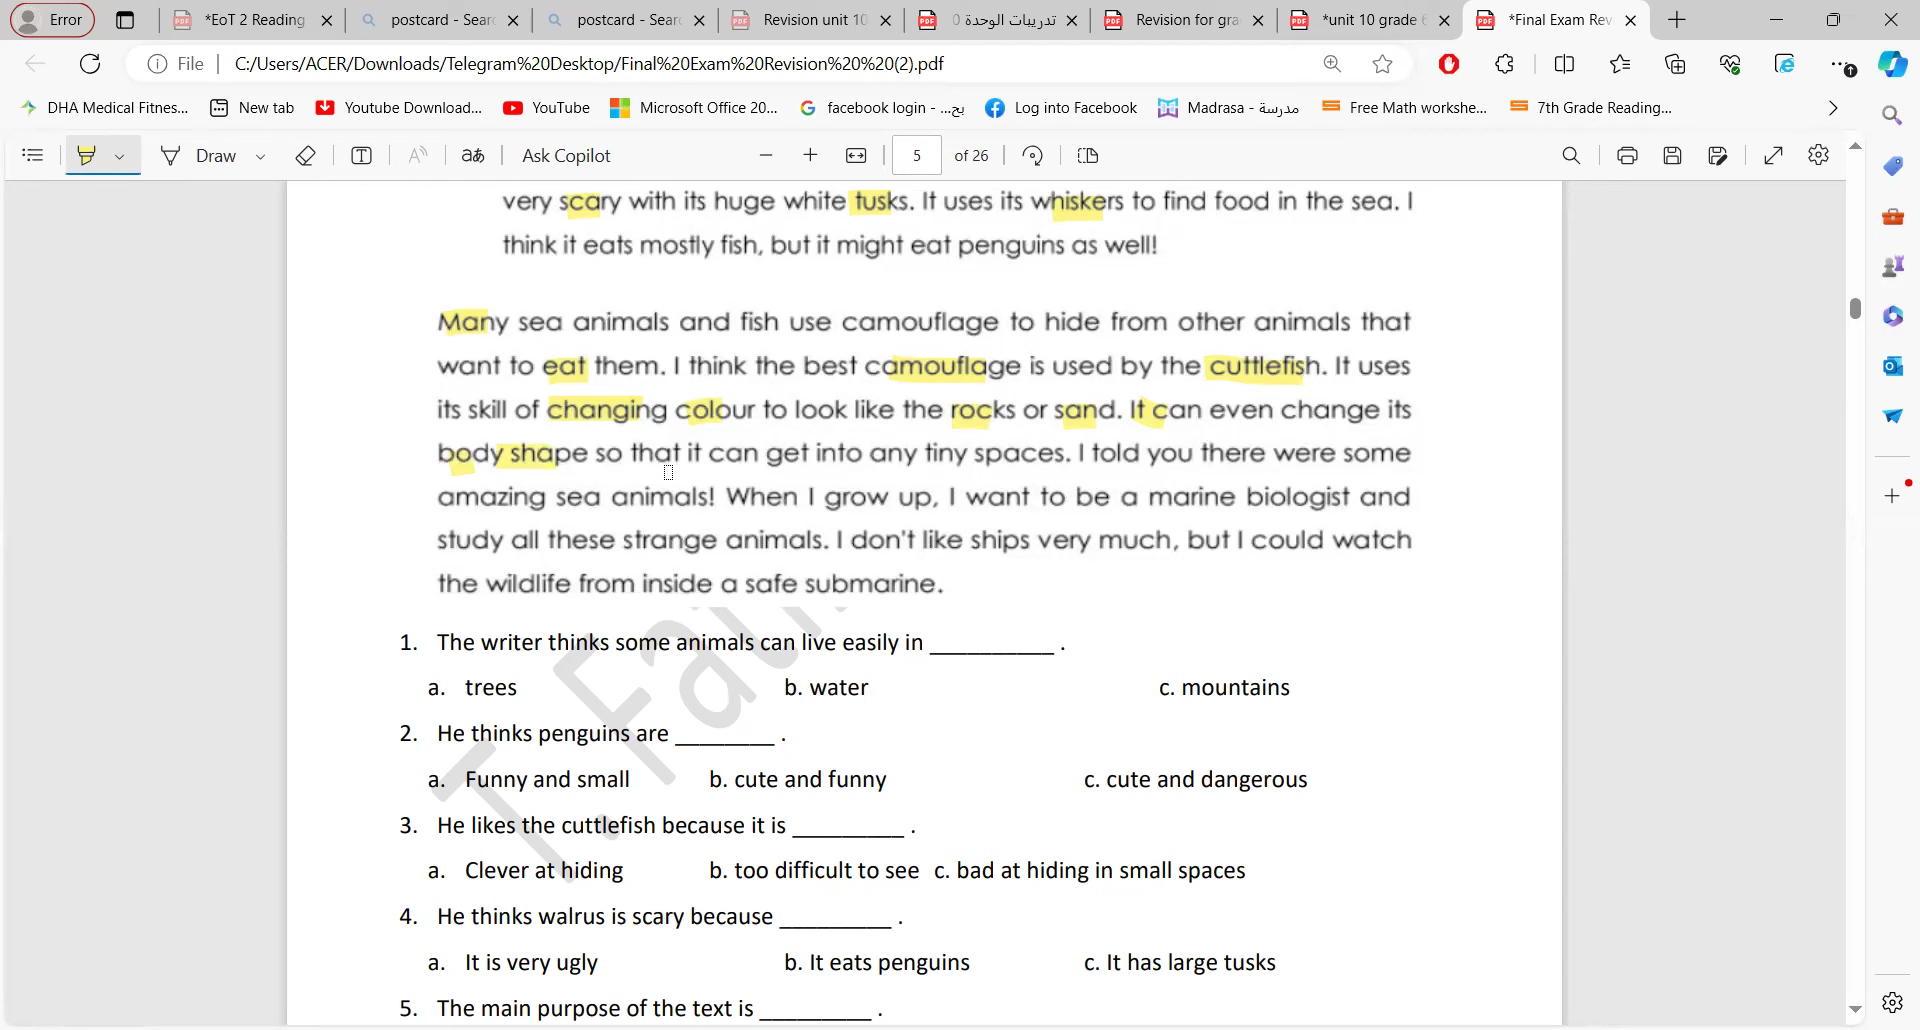 Error
*EoT 2 Reading
postcard - Searc
postcard - Searc
Revision unit 10
تدريبات الوحدة 0
Revision for gra
*unit 10 grade 6
*Final Exam Rev
File
C:/Users/ACER/Downloads/Telegram%20Desktop/Final%20Exam%20Revision%20%20(2).pdf
DHA Medical Fitnes...
New tab
Youtube Download...
YouTube
Microsoft Office 20...
facebook login - ...بح
Log into Facebook
Madrasa - مدرسة
Free Math workshe...
7th Grade Reading...
Draw
Ask Copilot
5
of 26
very scary with its huge white tusks. It uses its whiskers to find food in the sea. I
think it eats mostly fish, but it might eat penguins as well!
Many sea animals and fish use camouflage to hide from other animals that
want to eat them. I think the best camouflage is used by the cuttlefish. It uses
its skill of changing colour to look like the rocks or sand. It can even change its
body shape so that it can get into any tiny spaces. I told you there were some
amazing sea animals! When I grow up, I want to be a marine biologist and
study all these strange animals. I don't like ships very much, but I could watch
the wildlife from inside a safe submarine.
1. The writer thinks some animals can live easily in __________ .
a. trees b. water c. mountains
2. He thinks penguins are ________ .
a. Funny and small b. cute and funny c. cute and dangerous
3. He likes the cuttlefish because it is _________ .
a. Clever at hiding b. too difficult to see c. bad at hiding in small spaces
4. He thinks walrus is scary because _________ .
a. It is very ugly b. It eats penguins c. It has large tusks
5. The main purpose of the text is _________ .